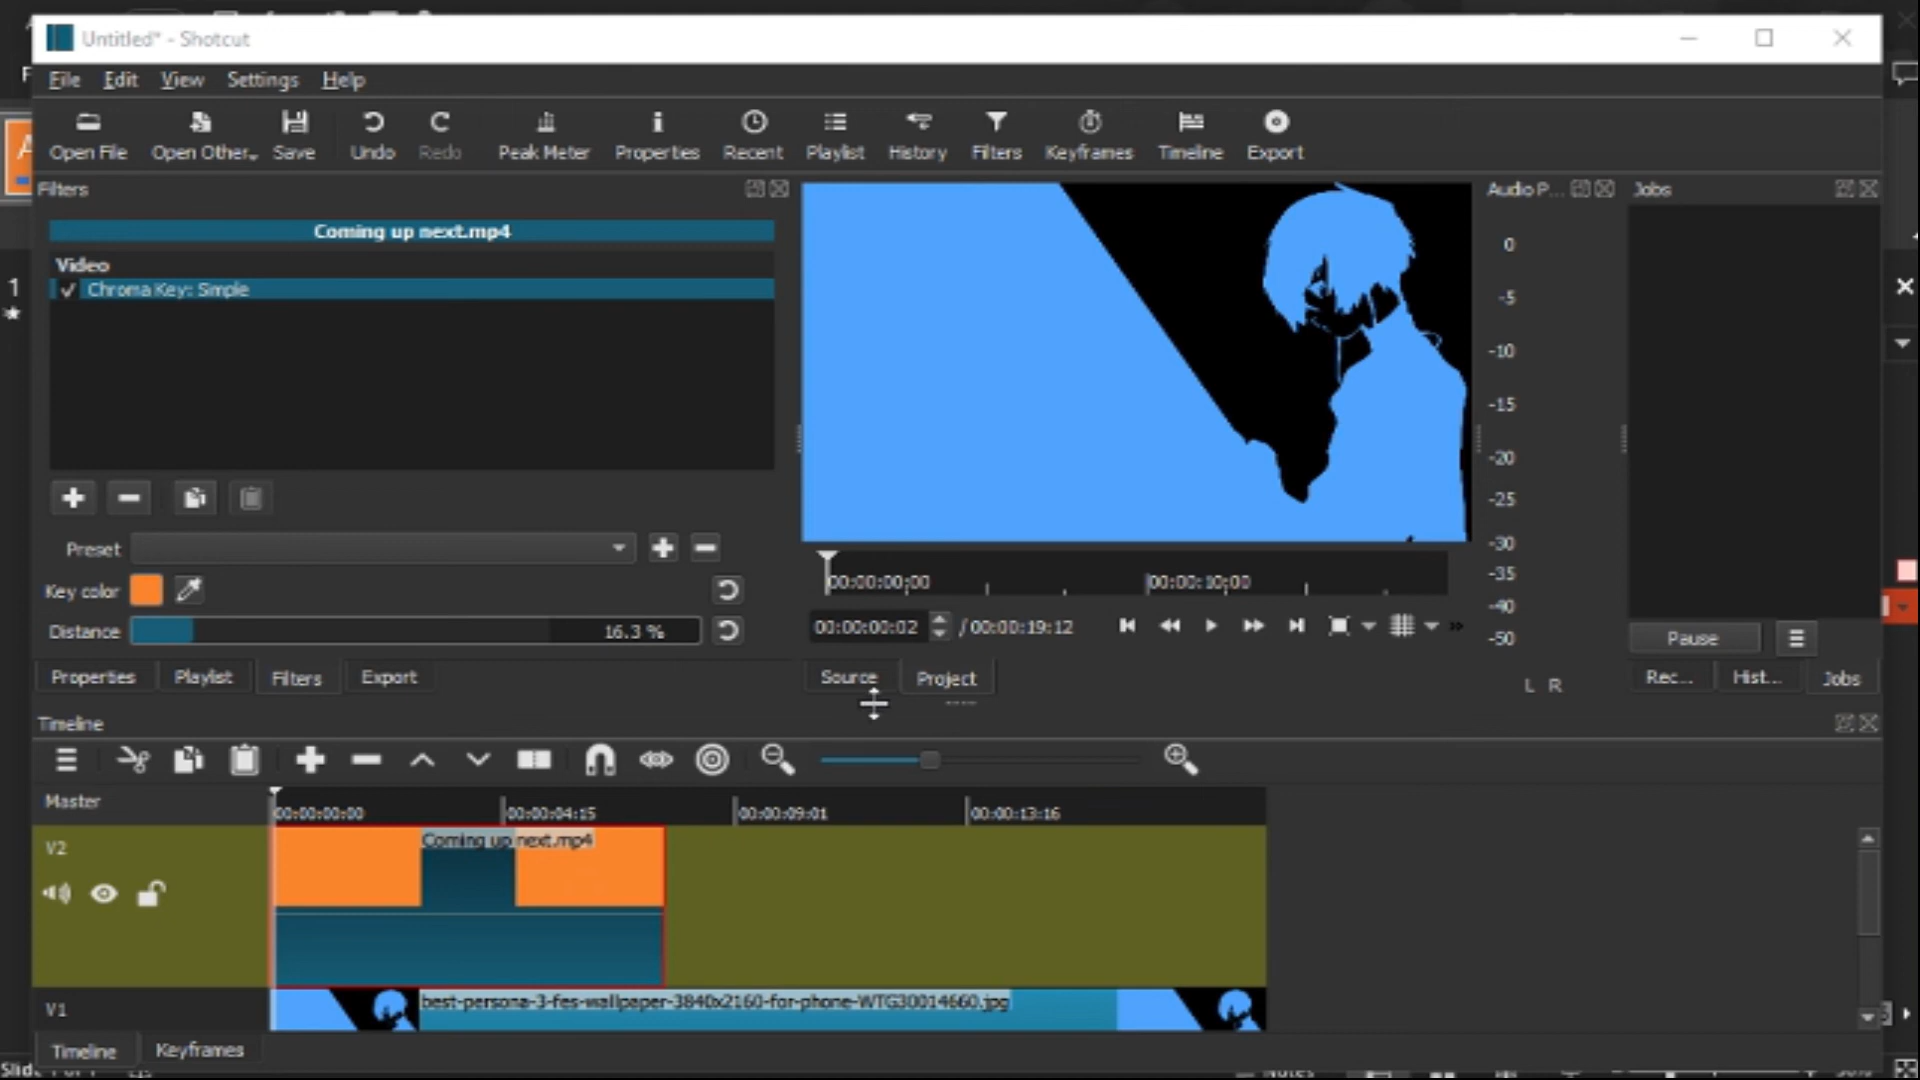 Untitled* - Shotcut
File Edit View Settings Help
Open File Open Other Save Undo Redo Peak Meter Properties Recent Playlist History Filters Keyframes Timeline Export
Filters
Audio P... Jobs
Coming up next.mp4
Video
Chroma Key: Simple
0
-5
-10
-15
-20
-25
-30
-35
-40
-50
L R
1
Preset
Key color
Distance 16.3 %
00:00:00;00 00:00:10;00
00:00:00:02 / 00:00:19:12
Pause
Properties Playlist Filters Export
Source Project
Rec... Hist... Jobs
Timeline
Master
00:00:00:00 00:00:04:15 00:00:09:01 00:00:13:16
V2
Coming up next.mp4
V1
best-persona-3-fes-wallpaper-3840x2160-for-phone-WTG30014660.jpg
Timeline Keyframes